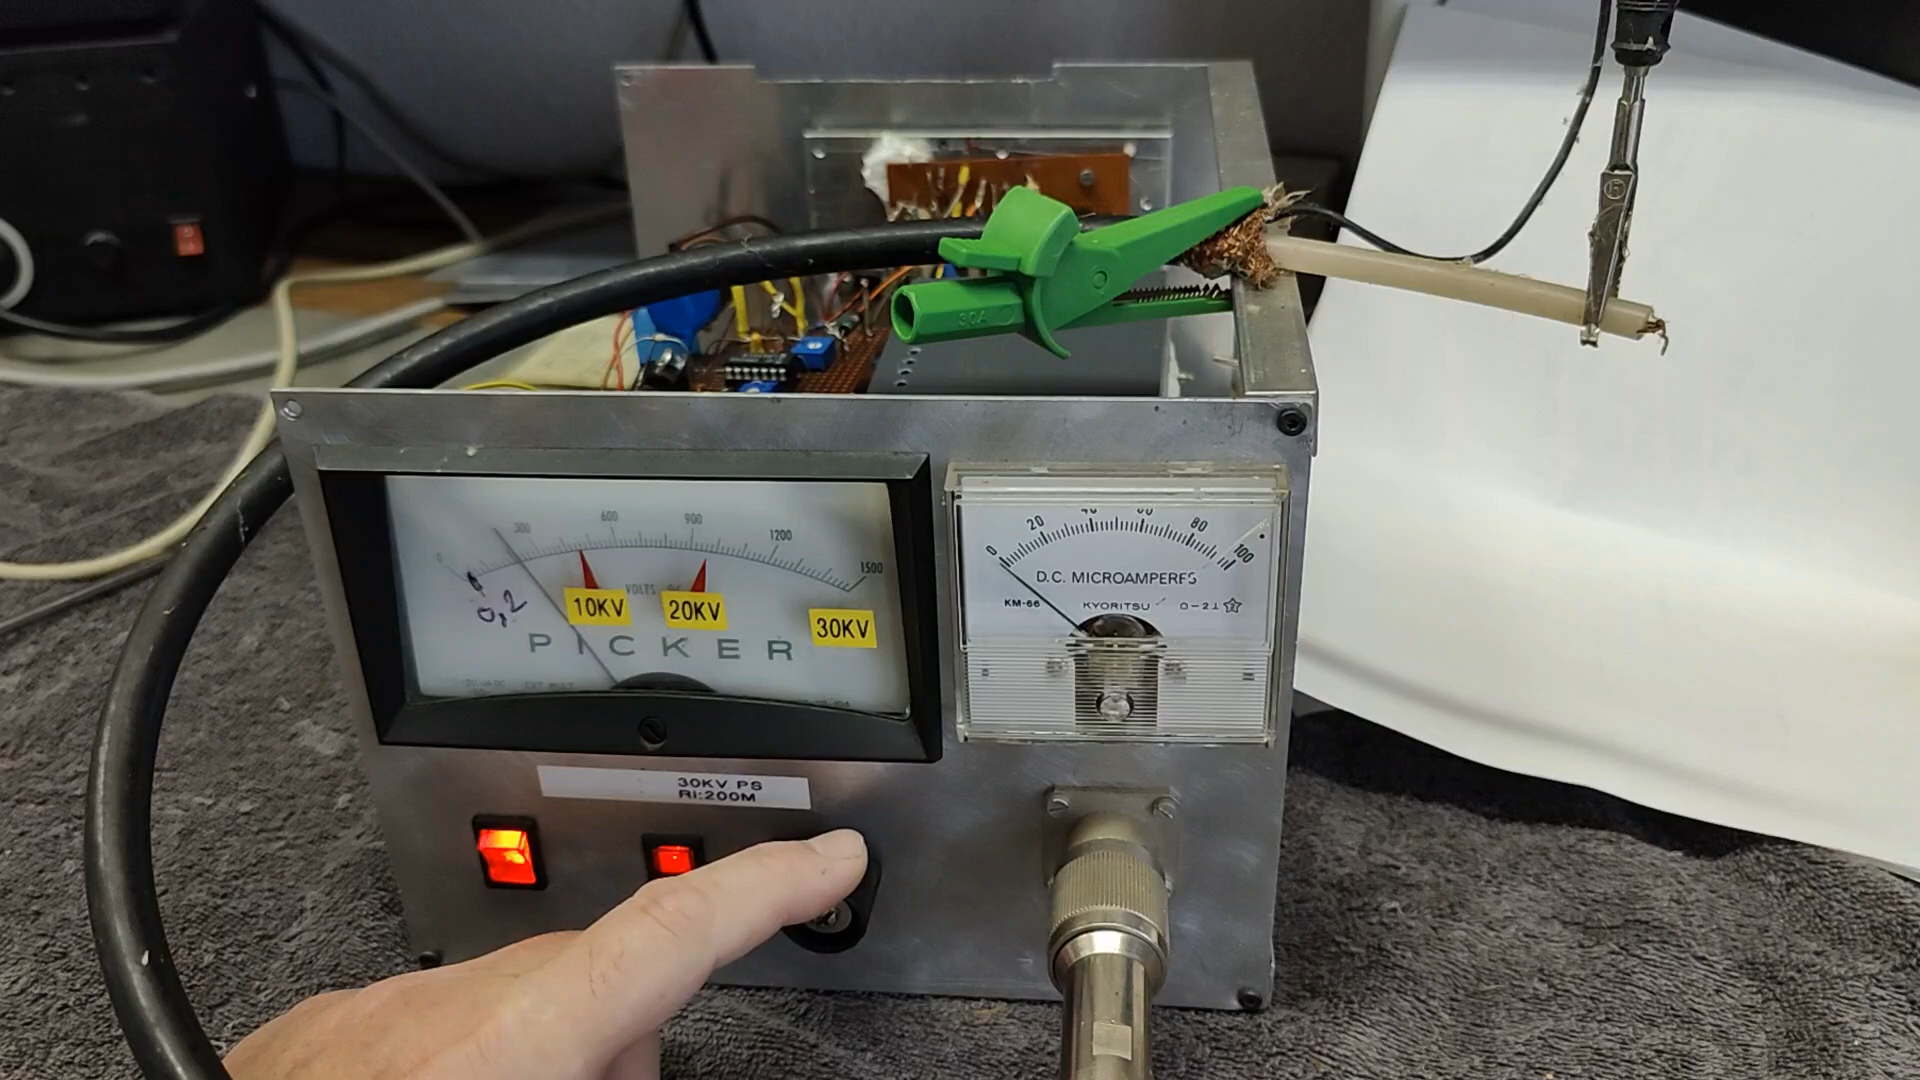 30A
0
300
600
900
1200
1500
VOLTS
0,2
10KV
20KV
30KV
PICKER
0
20
80
100
D.C. MICROAMPERES
KM-66
KYORITSU
30KV PS
RI:200M